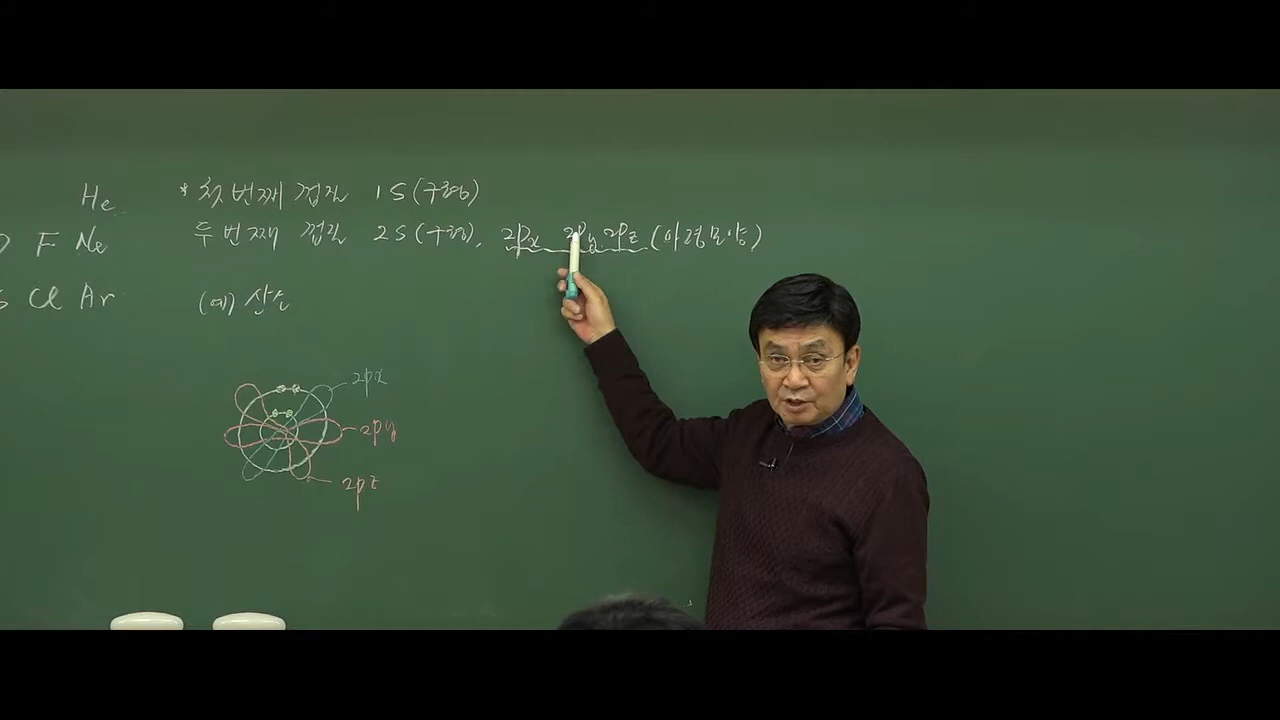 He * 첫 번째 껍질 1S (구형)
F Ne 두 번째 껍질 2S (구형), 2Px 2Py 2Pz (아령모양)
S Cl Ar (예) 산소
2px
2py
2pz